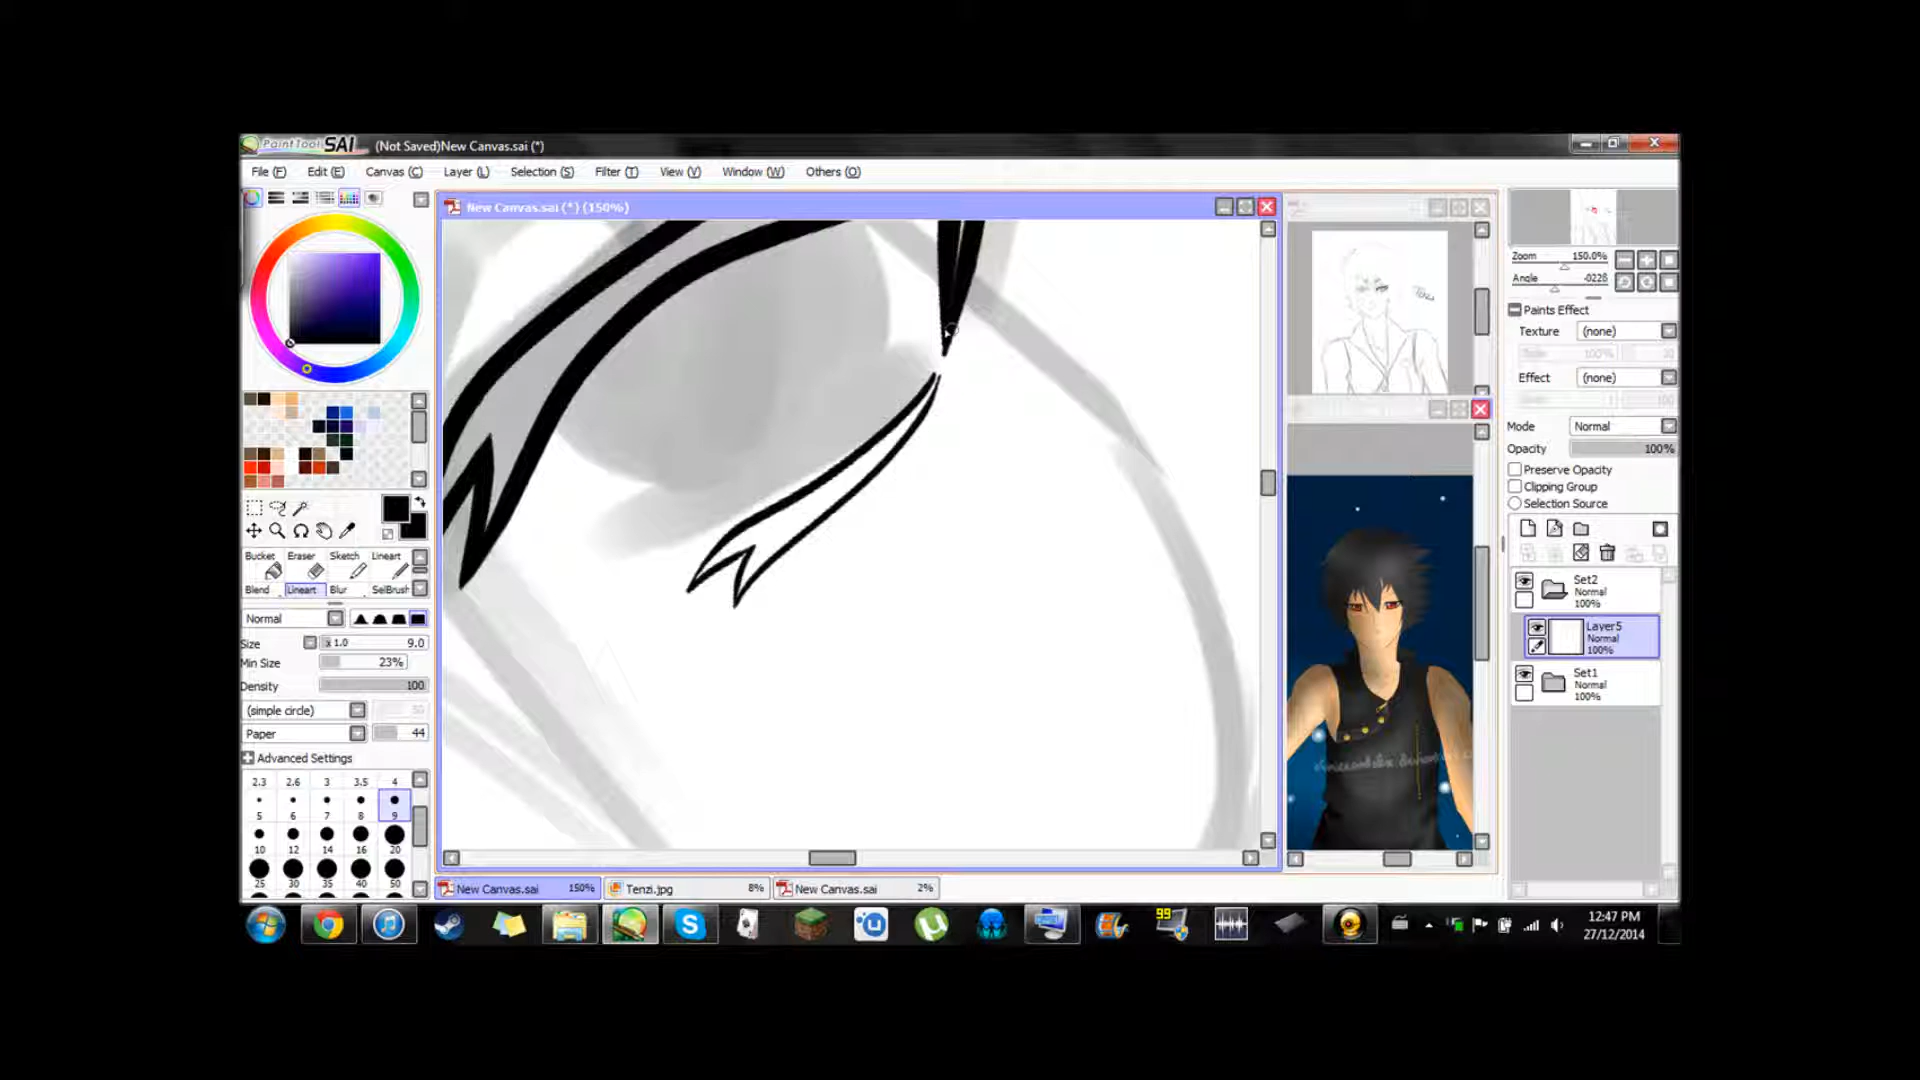 PaintTool SAI (Not Saved)New Canvas.sai (*)
File (F) Edit (E) Canvas (C) Layer (L) Selection (S) Filter (T) View (V) Window (W) Others (O)
New Canvas.sai (*) (150%)
Zoom 150.0%
Angle -0228
Paints Effect
Texture (none)
100%
Effect (none)
Mode Normal
Opacity 100%
Preserve Opacity
Clipping Group
Selection Source
Set2
Normal
100%
Layer5
Normal
100%
Set1
Normal
100%
Bucket Eraser Sketch Lineart
Blend Lineart Blur SelBrush
Normal
Size x 1.0 9.0
Min Size 23%
Density 100
(simple circle)
Paper 44
Advanced Settings
2.3 2.6 3 3.5 4
5 6 7 8 9
10 12 14 16 20
25 30 35 40 50
New Canvas.sai 150% Tenzi.jpg 8% New Canvas.sai 2%
99
12:47 PM
27/12/2014